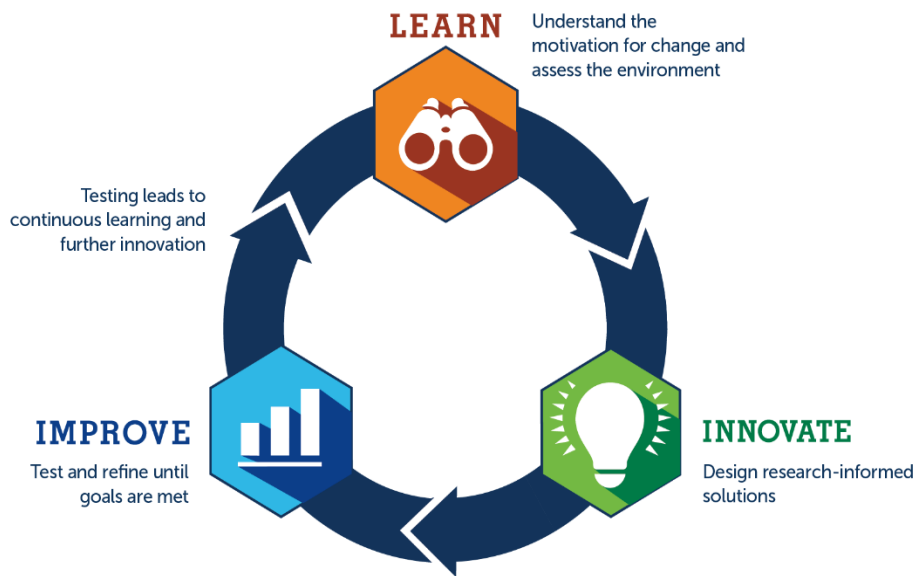 LEARN
Understand the
motivation for change and
assess the environment
Testing leads to
continuous learning and
further innovation
IMPROVE
Test and refine until
goals are met
INNOVATE
Design research-informed
solutions